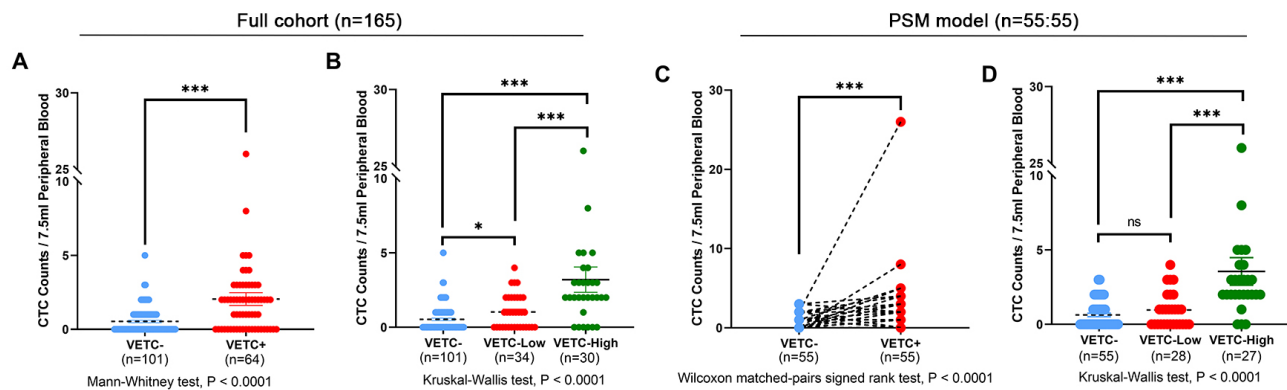 Full cohort (n=165)
PSM model (n=55:55)
A
CTC Counts / 7.5ml Peripheral Blood
30
25
10
5
0
***
VETC-
(n=101)
VETC+
(n=64)
Mann-Whitney test, P < 0.0001
B
CTC Counts / 7.5ml Peripheral Blood
30
25
10
5
0
***
***
*
VETC-
(n=101)
VETC-Low
(n=34)
VETC-High
(n=30)
Kruskal-Wallis test, P < 0.0001
C
CTC Counts / 7.5ml Peripheral Blood
30
20
10
0
***
VETC-
(n=55)
VETC+
(n=55)
Wilcoxon matched-pairs signed rank test, P < 0.0001
D
CTC Counts / 7.5ml Peripheral Blood
30
25
10
5
0
***
***
ns
VETC-
(n=55)
VETC-Low
(n=28)
VETC-High
(n=27)
Kruskal-Wallis test, P < 0.0001